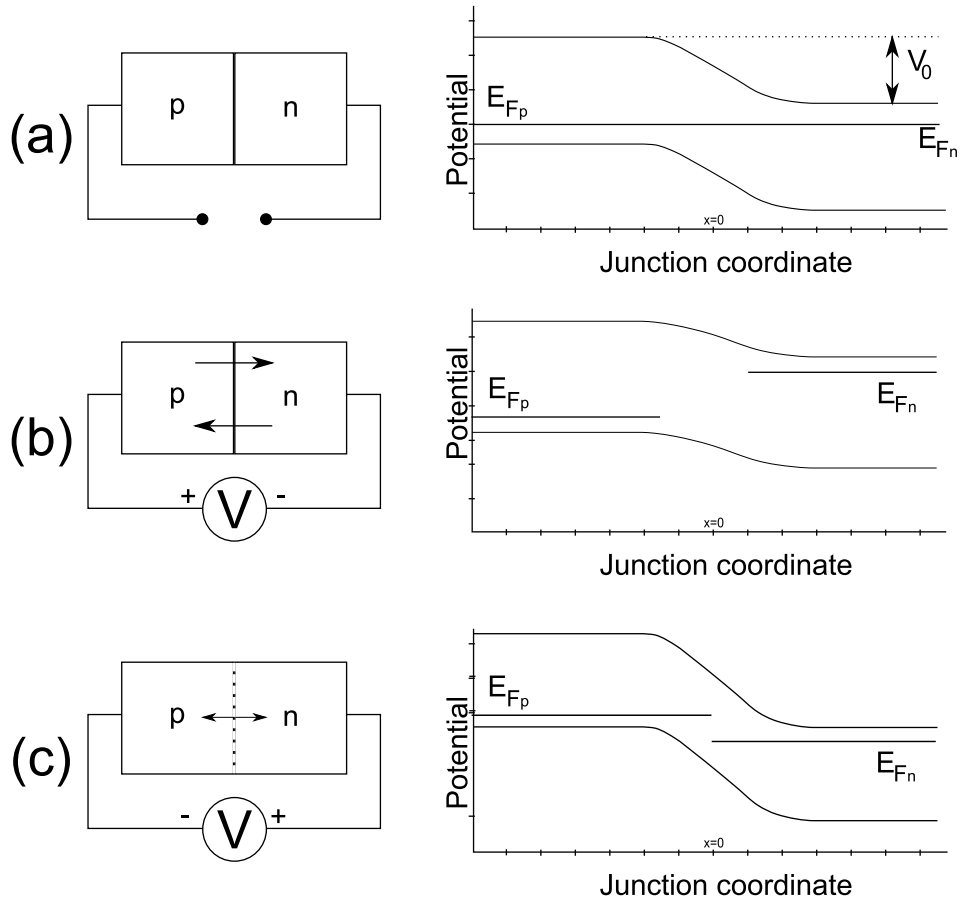 (a)
p
n
Potential
E_Fp
V_0
E_Fn
x=0
Junction coordinate
(b)
p
n
+
V
-
Potential
E_Fp
E_Fn
x=0
Junction coordinate
(c)
p
n
-
V
+
Potential
E_Fp
E_Fn
x=0
Junction coordinate